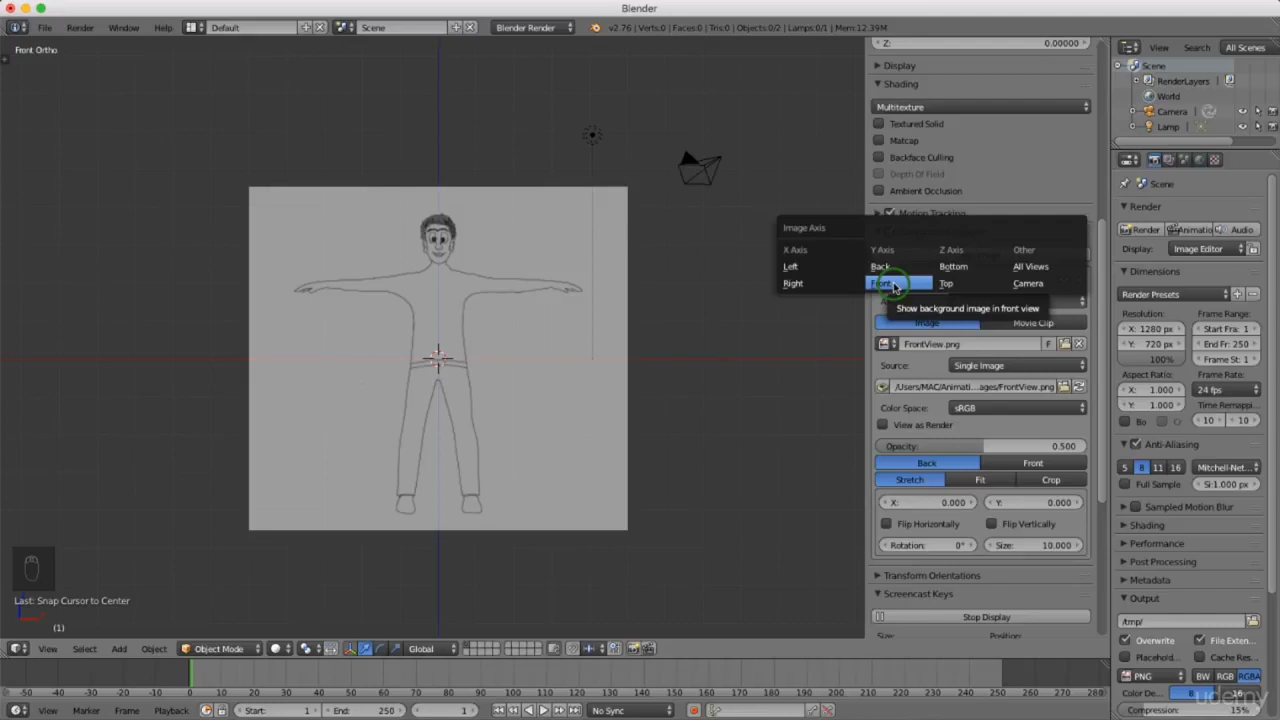 Blender
File Render Window Help Default Scene Blender Render v2.76 | Verts:0 | Faces:0 | Tris:0 | Objects:0/2 | Lamps:0/1 | Mem:12.39M
Front Ortho
Z: 0.00000
Display
Shading
Multitexture
Textured Solid
Matcap
Backface Culling
Depth Of Field
Ambient Occlusion
Motion Tracking
Image Axis
X Axis Y Axis Z Axis Other
Left Back Bottom All Views
Right Front Top Camera
Show background image in front view
Image Movie Clip
FrontView.png F
Source: Single Image
/Users/MAC/Animati...ages/FrontView.png
Color Space: sRGB
View as Render
Opacity: 0.500
Back Front
Stretch Fit Crop
X: 0.000 Y: 0.000
Flip Horizontally Flip Vertically
Rotation: 0° Size: 10.000
Transform Orientations
Screencast Keys
Stop Display
Size: Position:
View Search All Scenes
Scene
RenderLayers
World
Camera
Lamp
Scene
Render
Render Animatio Audio
Display: Image Editor
Dimensions
Render Presets
Resolution: Frame Range:
X: 1280 px Start Fra: 1
Y: 720 px End Fr: 250
100% Frame St: 1
Aspect Ratio: Frame Rate:
X: 1.000 24 fps
Y: 1.000 Time Remappi...
Bo Cr 10 10
Anti-Aliasing
5 8 11 16 Mitchell-Net...
Full Sample Si:1.000 px
Sampled Motion Blur
Shading
Performance
Post Processing
Metadata
Output
/tmp/
Overwrite File Exten...
Placehold... Cache Res...
PNG BW RGB RGBA
Color De... 8 16
Compression: 15%
Last: Snap Cursor to Center
(1)
View Select Add Object Object Mode Global
-50 -40 -30 -20 -10 0 10 20 30 40 50 60 70 80 90 100 110 120 130 140 150 160 170 180 190 200 210 220 230 240 250 260 270 280
View Marker Frame Playback Start: 1 End: 250 1 No Sync
udemy